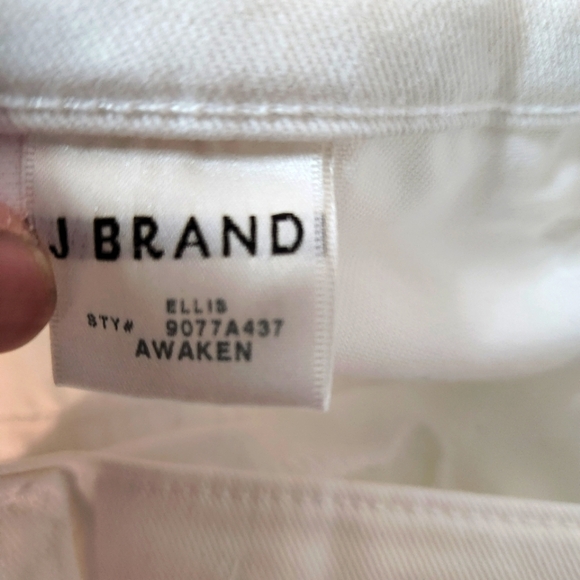 J BRAND
ELLIS
STY# 9077A437
AWAKEN